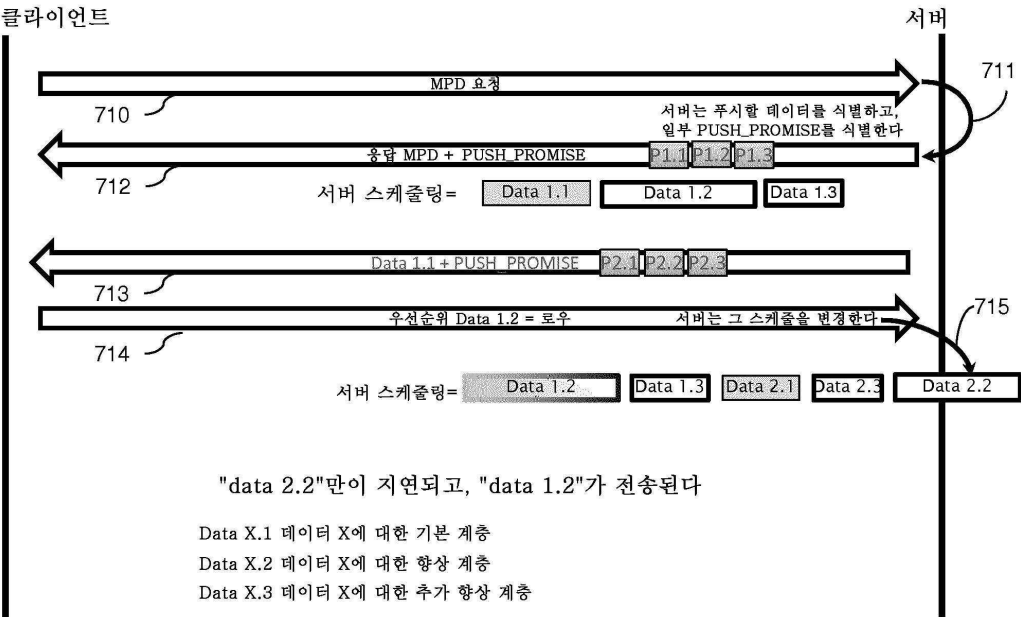 클라이언트
서버
711
MPD 요청
710
서버는 푸시할 데이터를 식별하고,
일부 PUSH_PROMISE를 식별한다
응답 MPD + PUSH_PROMISE P1.1 P1.2 P1.3
712
서버 스케줄링= Data 1.1 Data 1.2 Data 1.3
Data 1.1 + PUSH_PROMISE P2.1 P2.2 P2.3
713
715
우선순위 Data 1.2 = 로우 서버는 그 스케줄을 변경한다
714
서버 스케줄링= Data 1.2 Data 1.3 Data 2.1 Data 2.3 Data 2.2
"data 2.2"만이 지연되고, "data 1.2"가 전송된다
Data X.1 데이터 X에 대한 기본 계층
Data X.2 데이터 X에 대한 향상 계층
Data X.3 데이터 X에 대한 추가 향상 계층